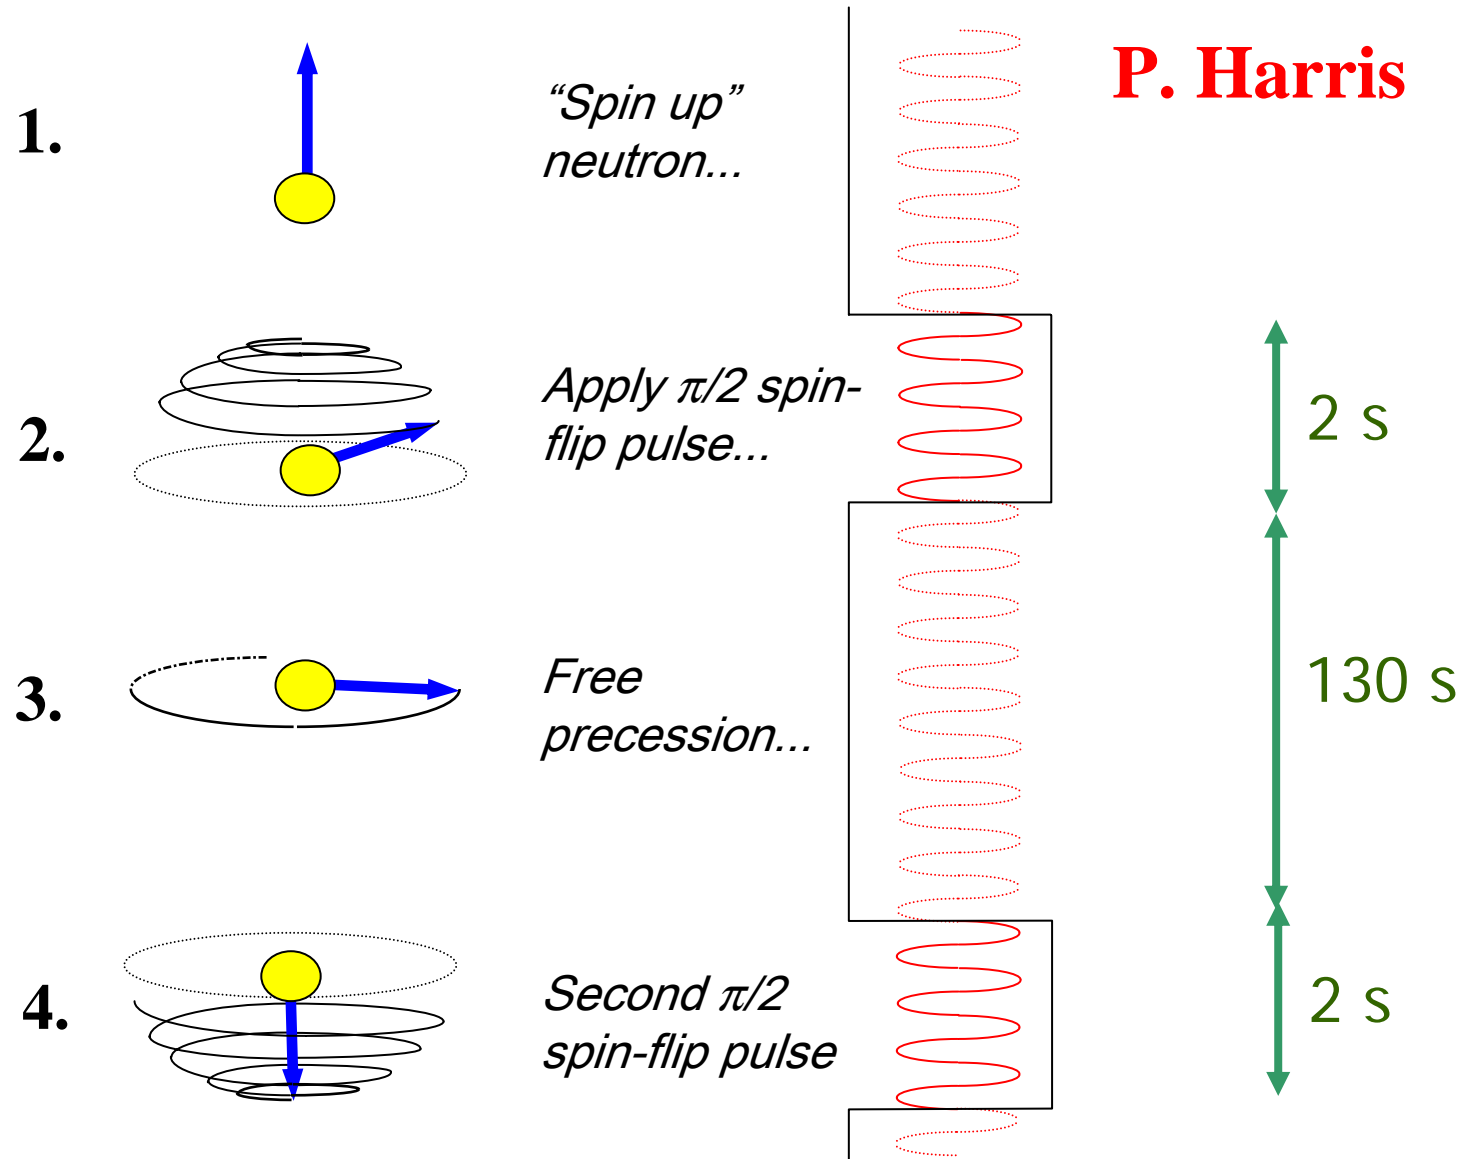 P. Harris
1.
“Spin up”
neutron...
2.
Apply π/2 spin-
flip pulse...
2 s
3.
Free
precession...
130 s
4.
Second π/2
spin-flip pulse
2 s